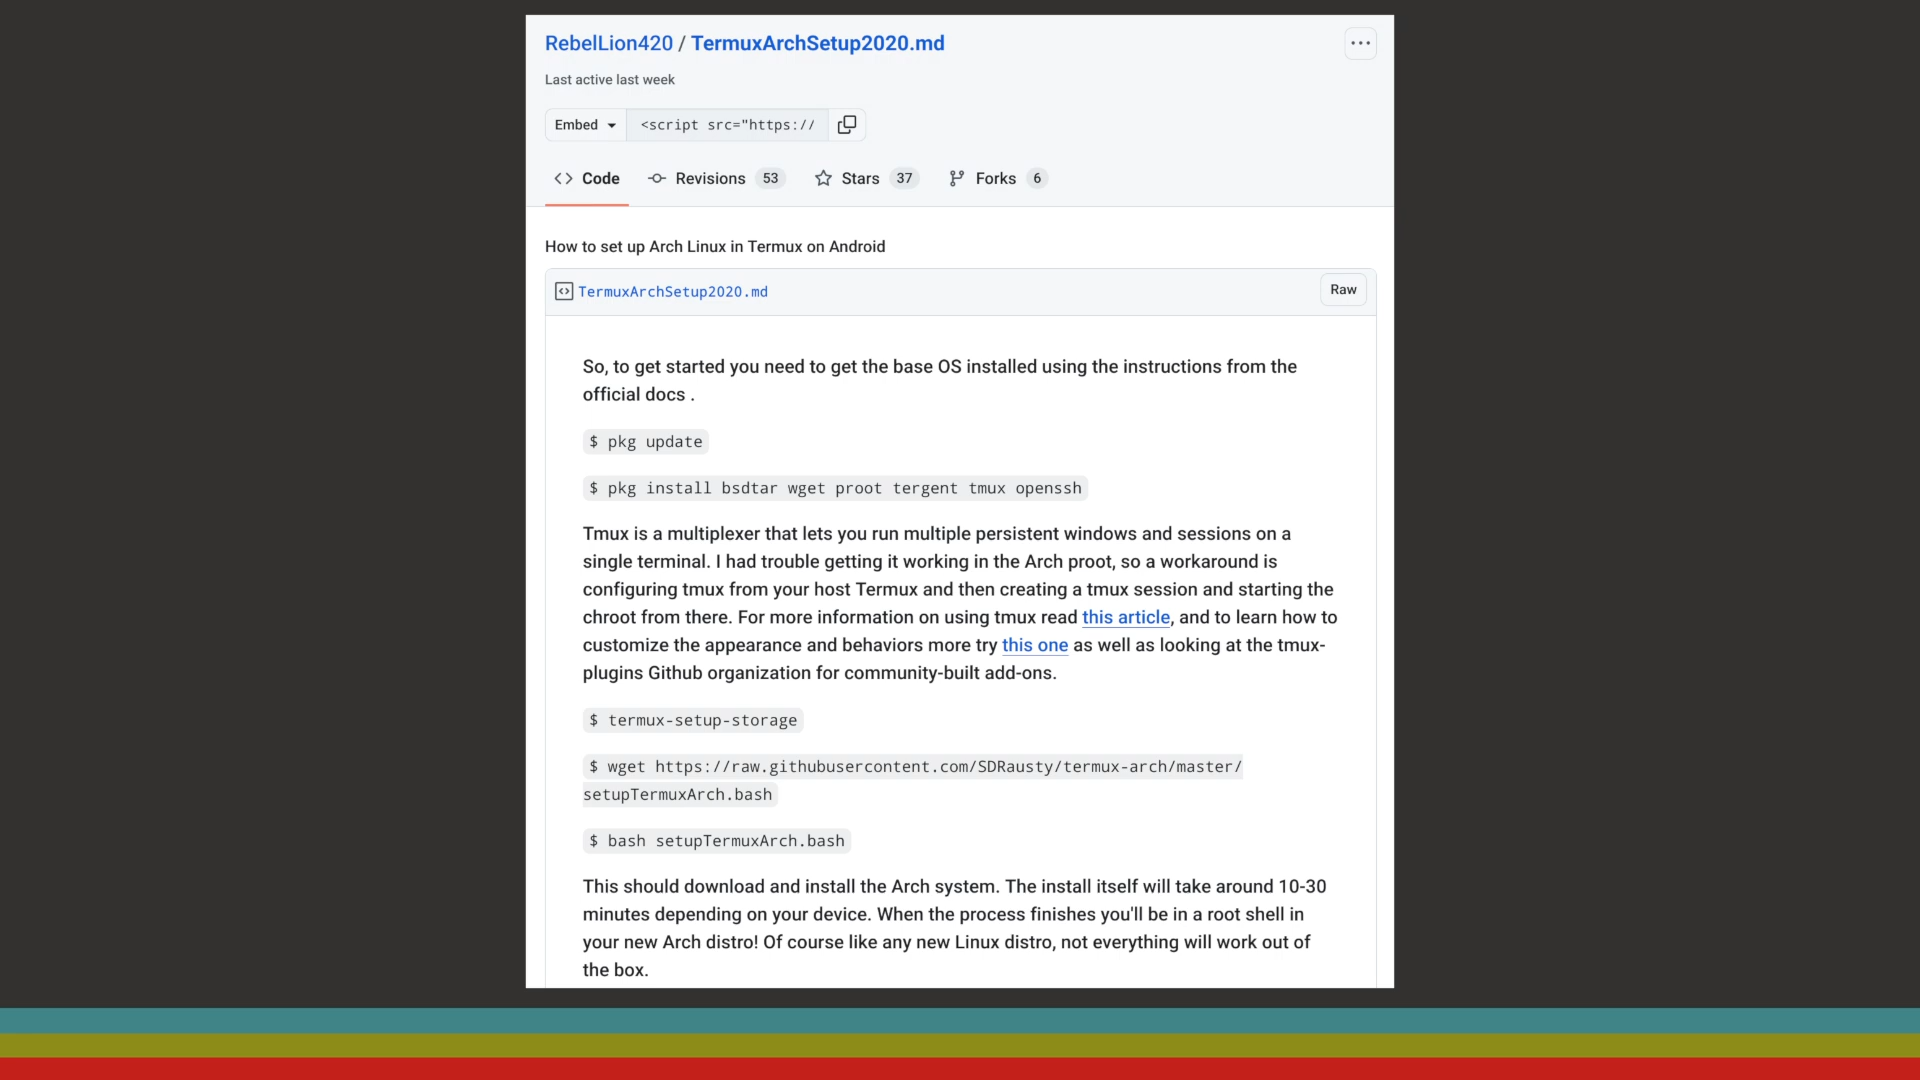 RebelLion420 / TermuxArchSetup2020.md
Last active last week
Embed
<script src="https://
Code
Revisions 53
Stars 37
Forks 6
How to set up Arch Linux in Termux on Android
TermuxArchSetup2020.md
Raw
So, to get started you need to get the base OS installed using the instructions from the
official docs .
$ pkg update
$ pkg install bsdtar wget proot tergent tmux openssh
Tmux is a multiplexer that lets you run multiple persistent windows and sessions on a
single terminal. I had trouble getting it working in the Arch proot, so a workaround is
configuring tmux from your host Termux and then creating a tmux session and starting the
chroot from there. For more information on using tmux read this article, and to learn how to
customize the appearance and behaviors more try this one as well as looking at the tmux-
plugins Github organization for community-built add-ons.
$ termux-setup-storage
$ wget https://raw.githubusercontent.com/SDRausty/termux-arch/master/
setupTermuxArch.bash
$ bash setupTermuxArch.bash
This should download and install the Arch system. The install itself will take around 10-30
minutes depending on your device. When the process finishes you'll be in a root shell in
your new Arch distro! Of course like any new Linux distro, not everything will work out of
the box.